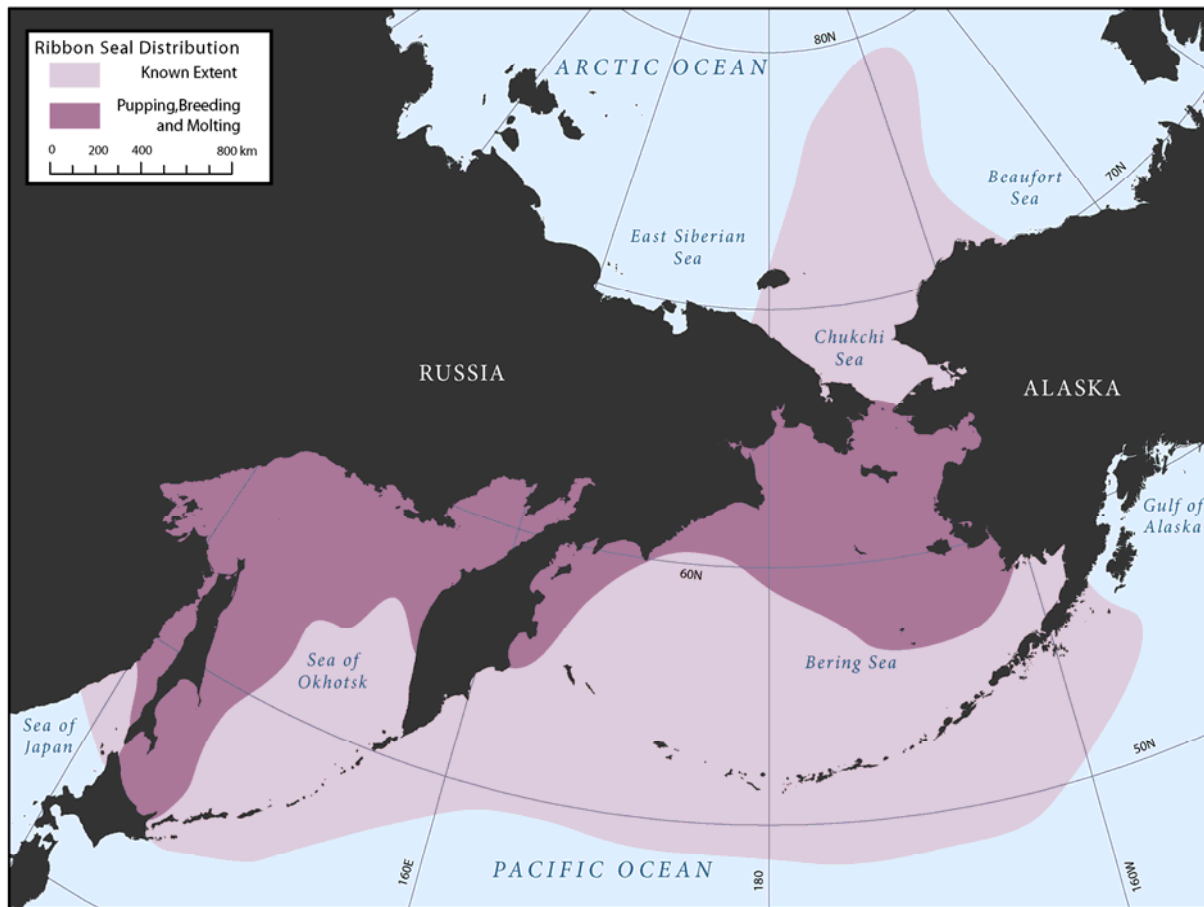 Ribbon Seal Distribution
Known Extent
Pupping,Breeding
and Molting
0 200 400 800 km
ARCTIC OCEAN
80N
Beaufort
Sea
70N
East Siberian
Sea
Chukchi
Sea
RUSSIA
ALASKA
Gulf of
Alaska
60N
Sea of
Okhotsk
Bering Sea
Sea of
Japan
50N
PACIFIC OCEAN
160E
180
160W